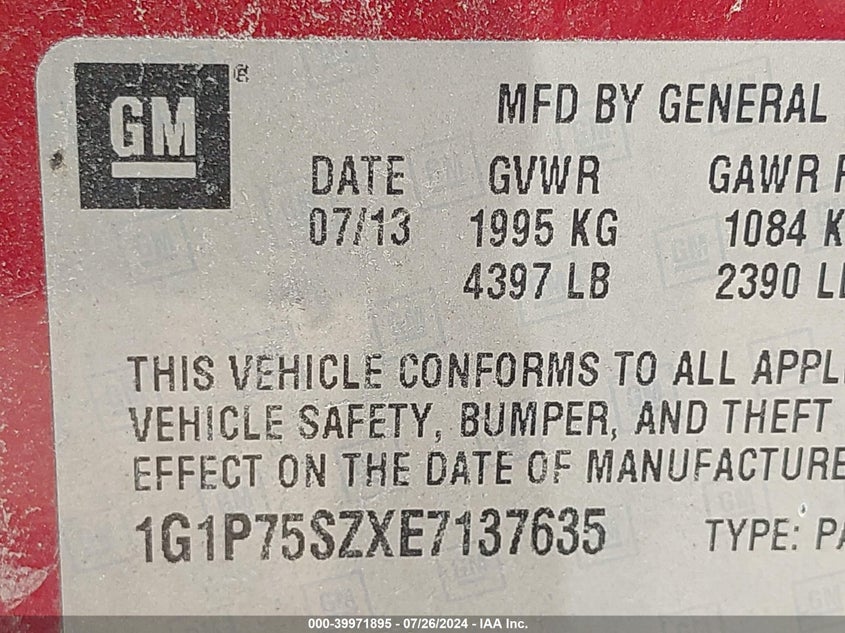 GM ®
MFD BY GENERAL
DATE GVWR GAWR
07/13 1995 KG 1084
4397 LB 2390
THIS VEHICLE CONFORMS TO ALL
VEHICLE SAFETY, BUMPER, AND THEFT
EFFECT ON THE DATE OF MANUFACTURE
1G1P75SZXE7137635 TYPE:
000-39971895 - 07/26/2024 - IAA Inc.